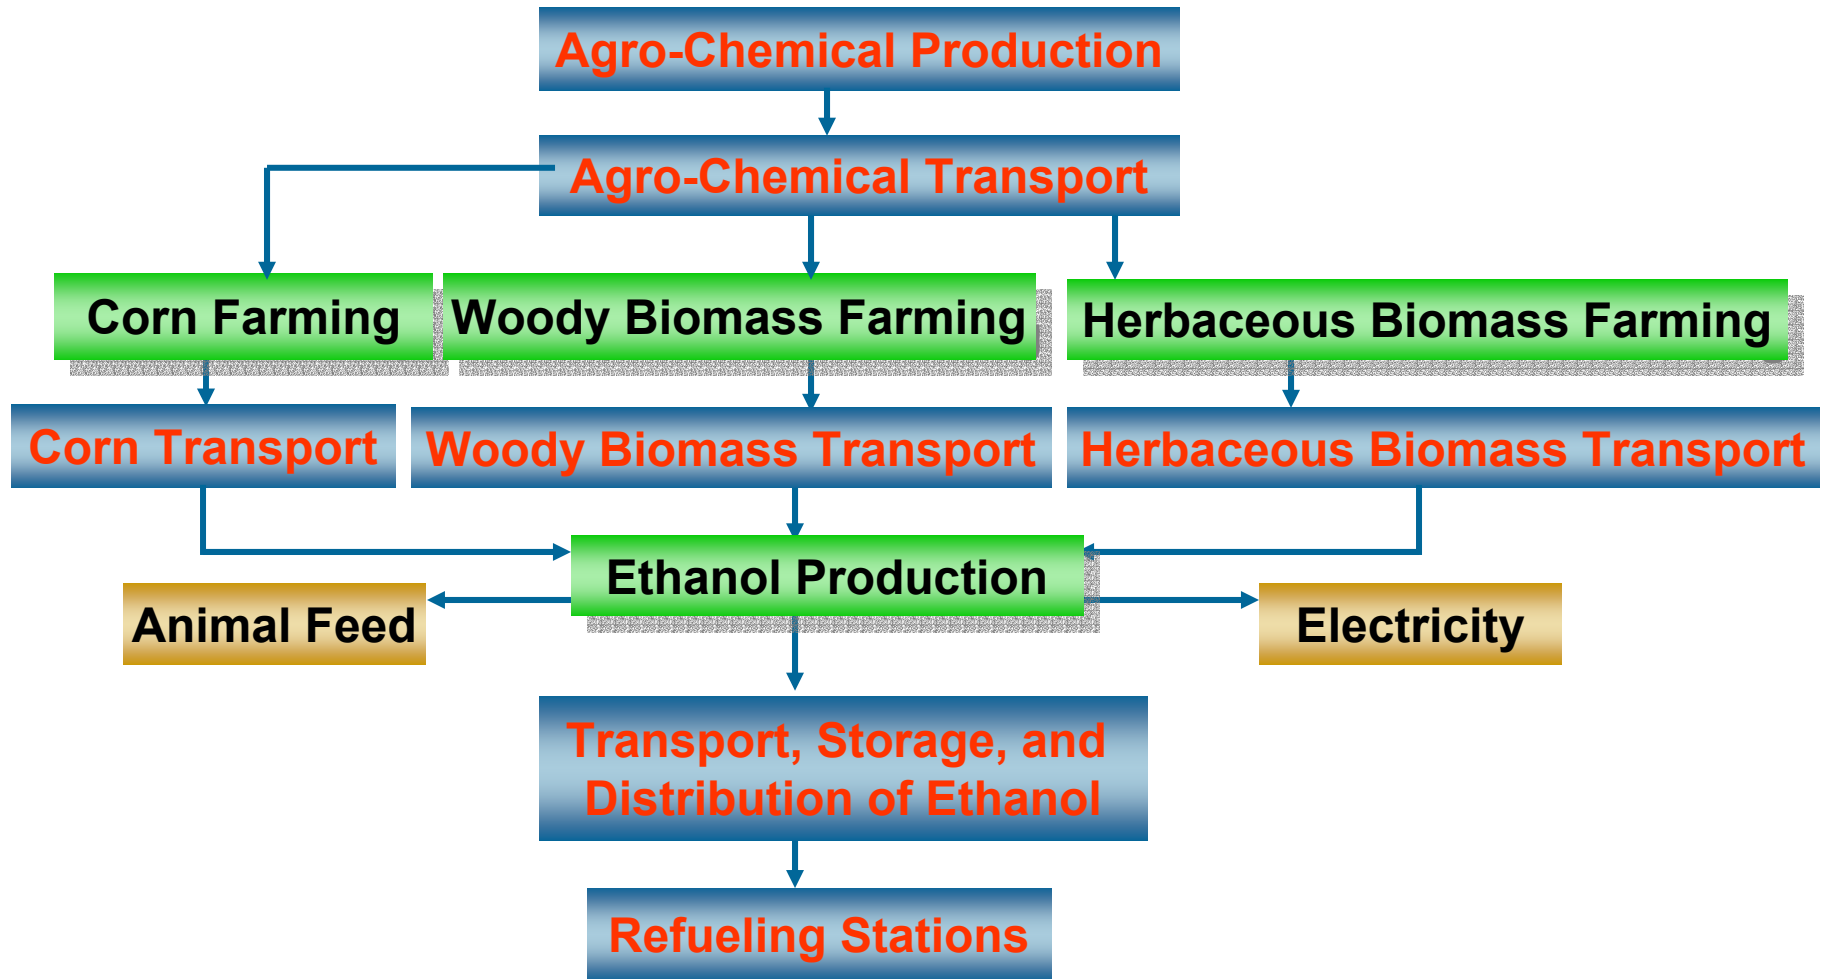 Agro-Chemical Production
Agro-Chemical Transport
Corn Farming
Woody Biomass Farming
Herbaceous Biomass Farming
Corn Transport
Woody Biomass Transport
Herbaceous Biomass Transport
Ethanol Production
Animal Feed
Electricity
Transport, Storage, and
Distribution of Ethanol
Refueling Stations